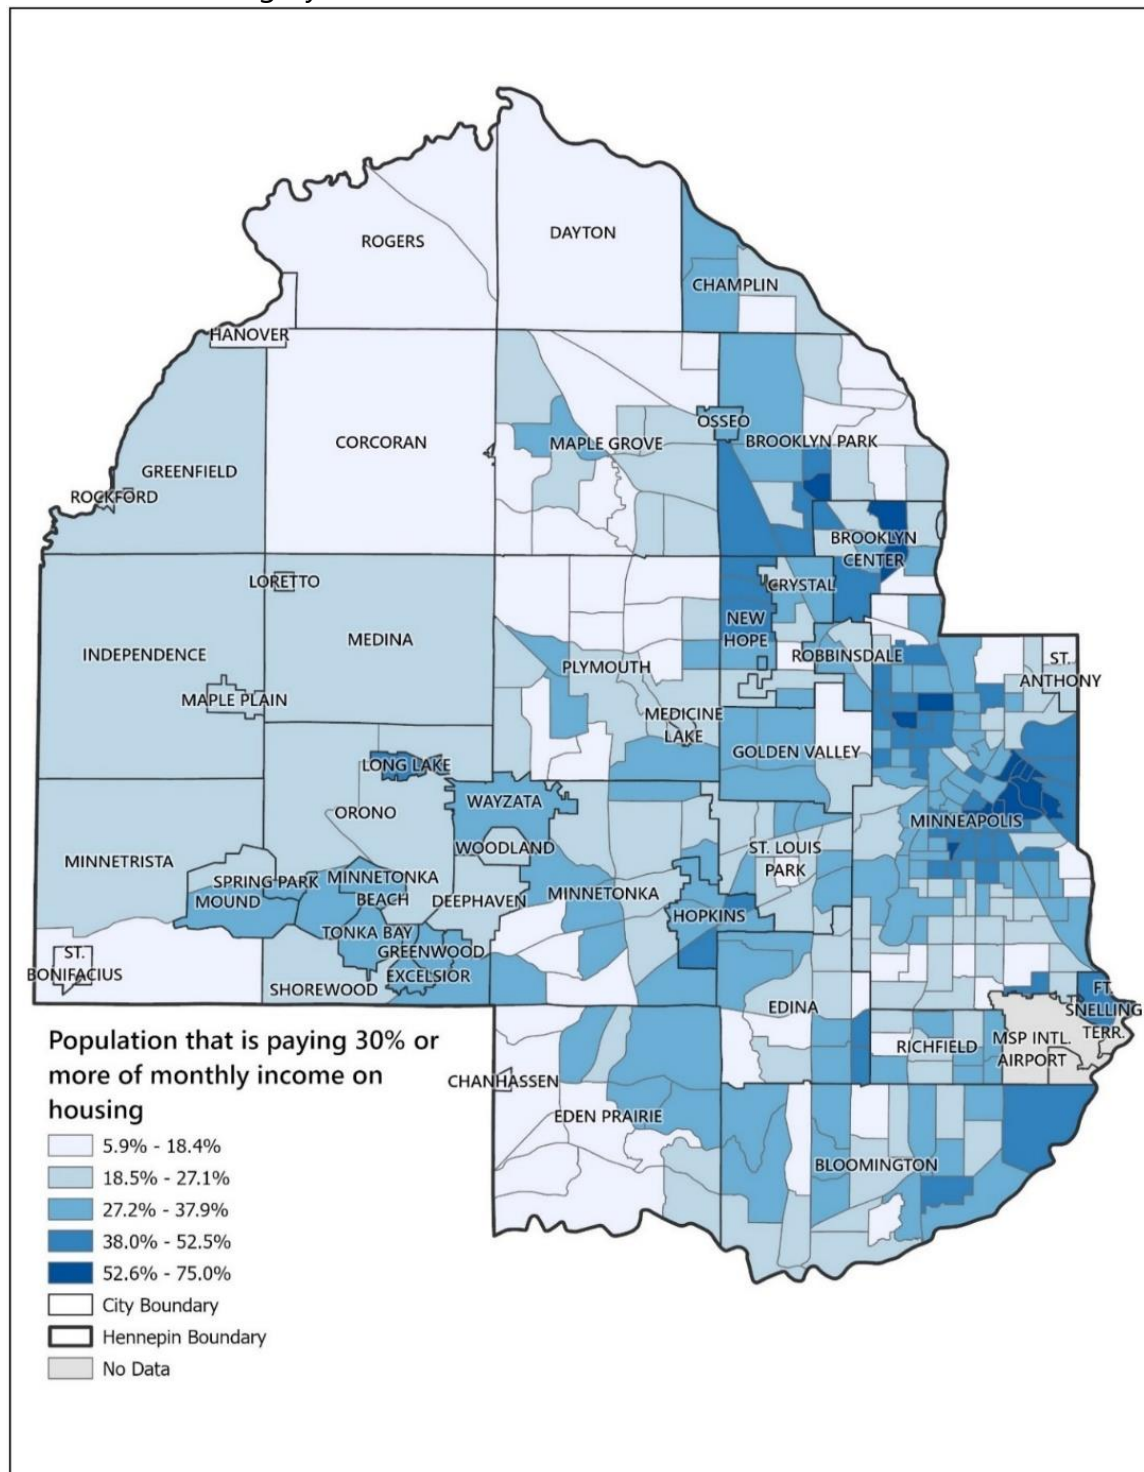 DAYTON
ROGERS
CHAMPLIN
HANOVER
OSSEO
CORCORAN
MAPLE GROVE
BROOKLYN PARK
GREENFIELD
ROCKFORD
BROOKLYN
CENTER
LORETTO
CRYSTAL
NEW
HOPE
MEDINA
INDEPENDENCE
ROBBINSDALE
PLYMOUTH
ST.
ANTHONY
MAPLE PLAIN
MEDICINE
LAKE
GOLDEN VALLEY
LONG LAKE
WAYZATA
ORONO
MINNEAPOLIS
WOODLAND
ST. LOUIS
PARK
MINNETRISTA
SPRING PARK
MINNETONKA
BEACH
MOUND
DEEPHAVEN
MINNETONKA
HOPKINS
TONKA BAY
GREENWOOD
ST.
BONIFACIUS
EXCELSIOR
SHOREWOOD
EDINA
FT.
SNELLING
TERR.
RICHFIELD
MSP INTL.
AIRPORT
CHANHASSEN
EDEN PRAIRIE
BLOOMINGTON
Population that is paying 30% or
more of monthly income on
housing
5.9% - 18.4%
18.5% - 27.1%
27.2% - 37.9%
38.0% - 52.5%
52.6% - 75.0%
City Boundary
Hennepin Boundary
No Data